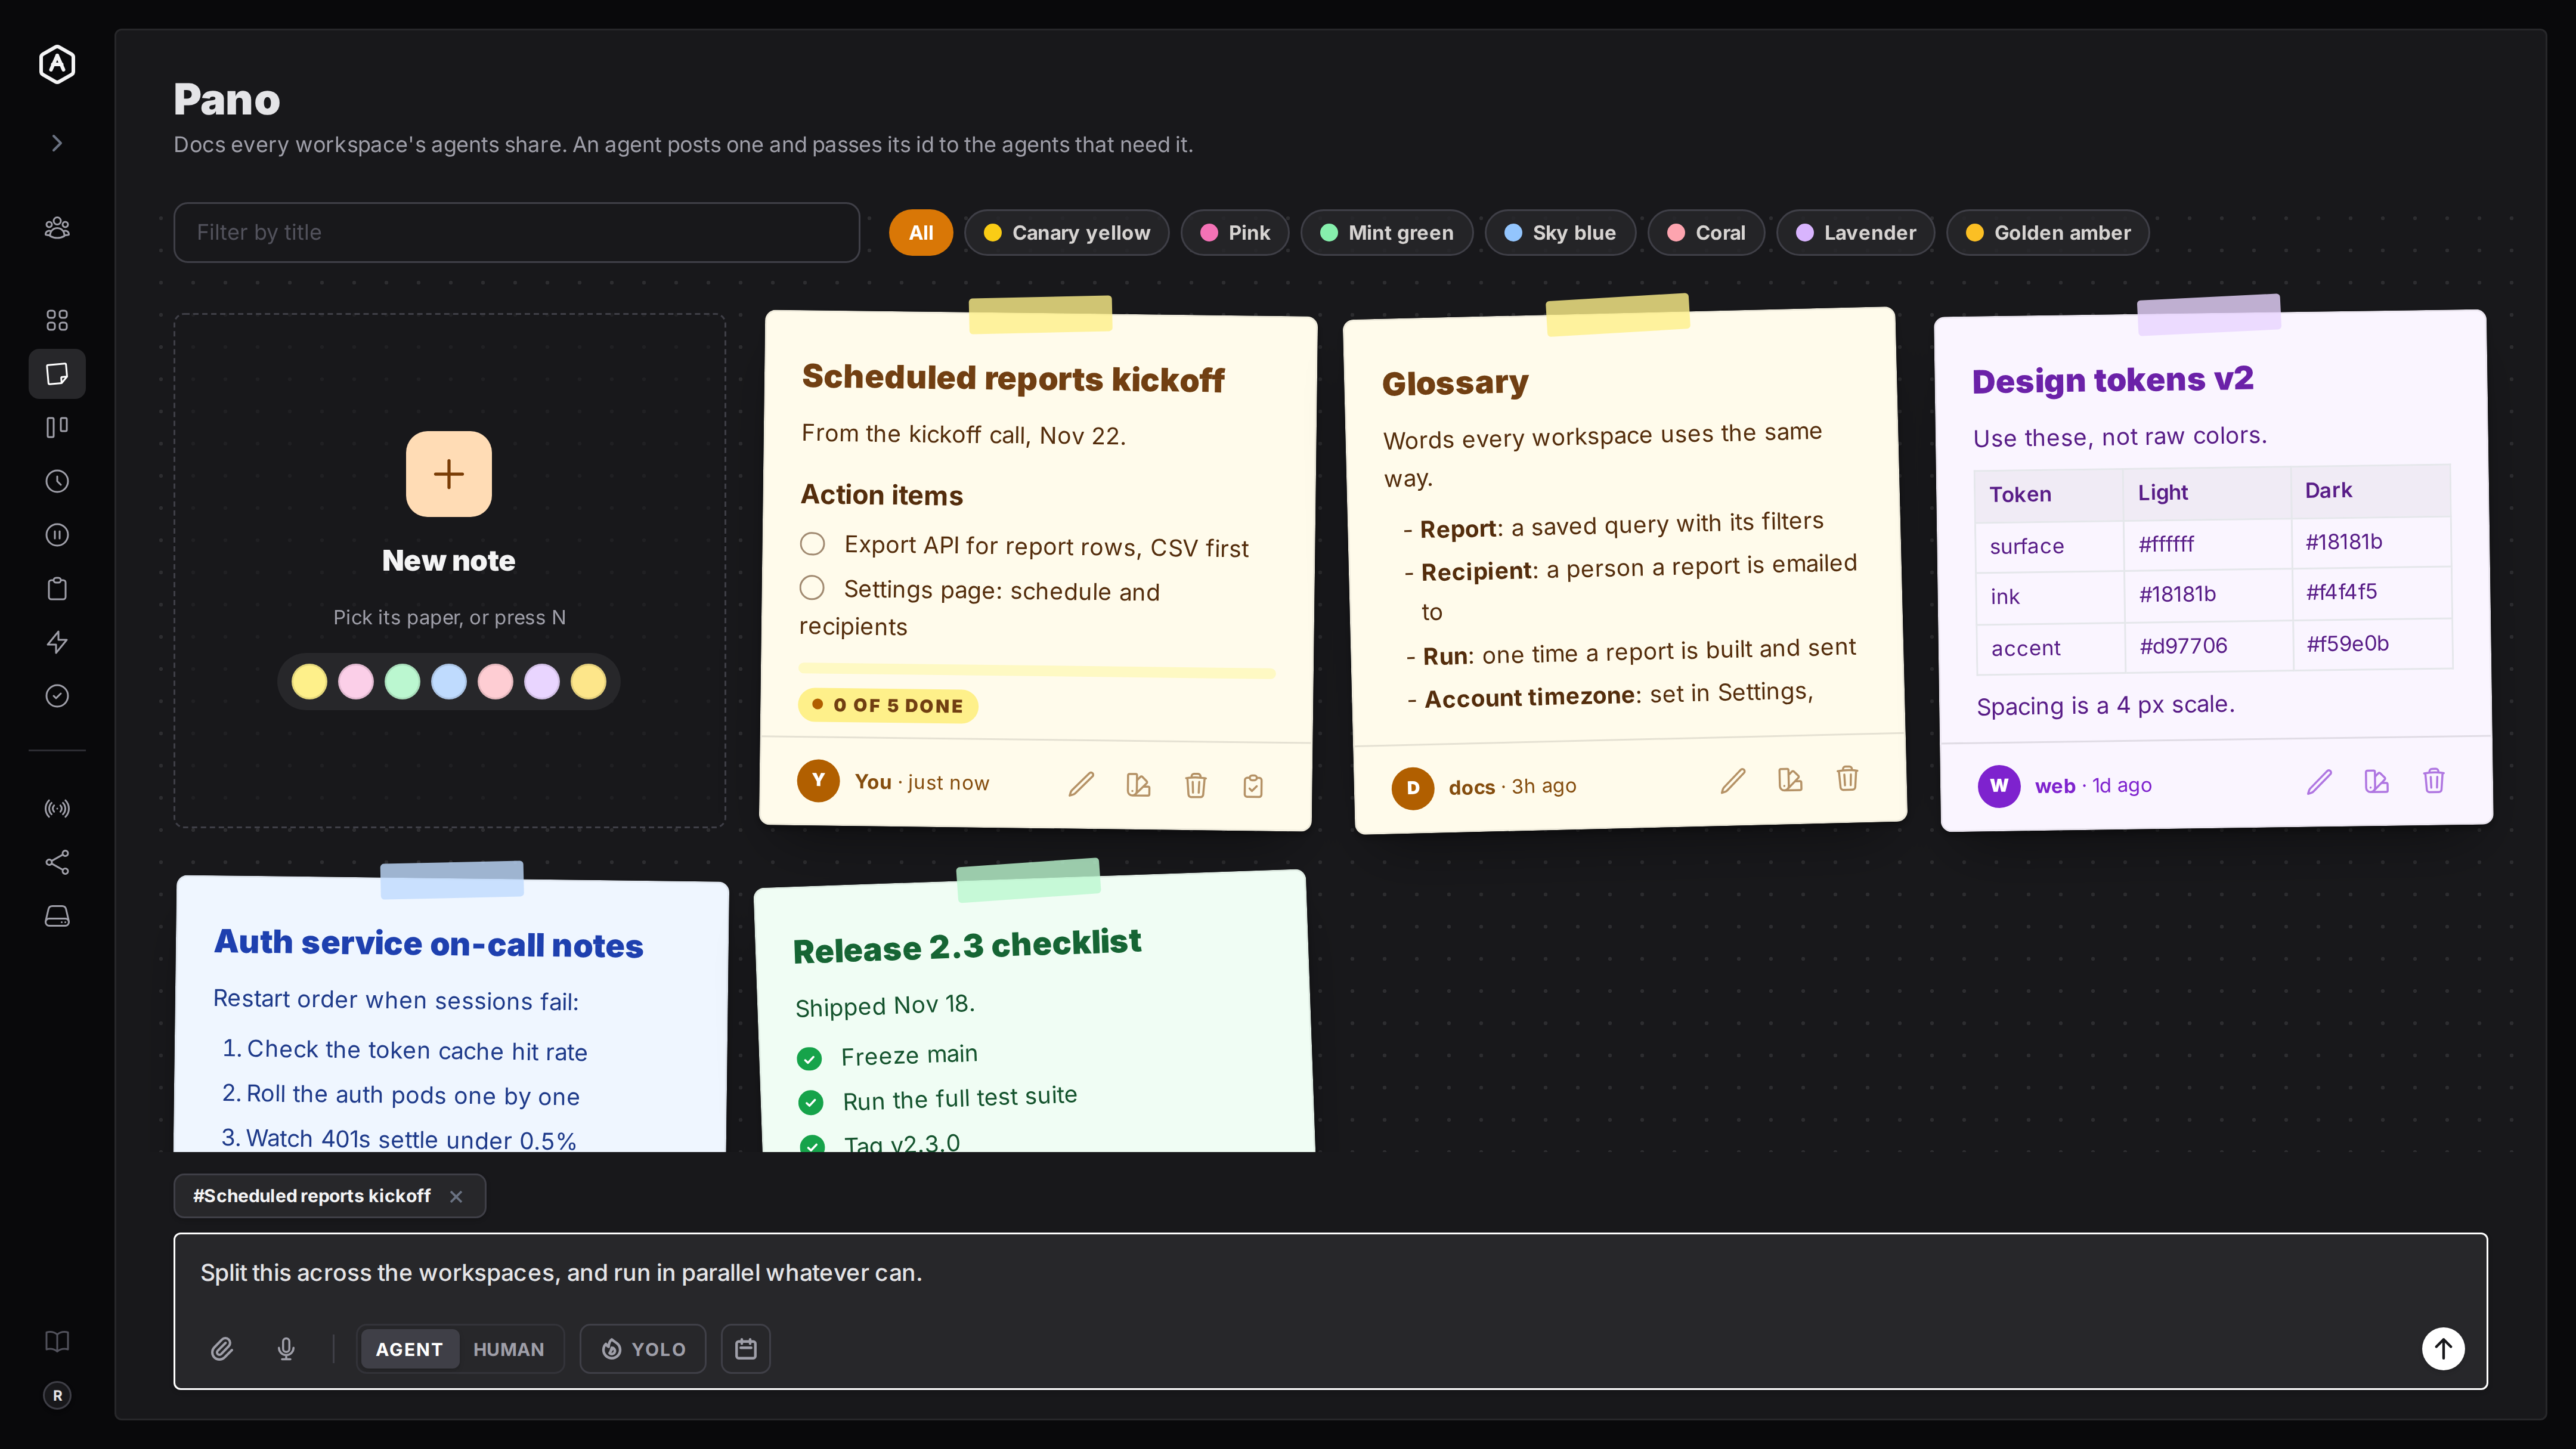 Pano
Docs every workspace's agents share. An agent posts one and passes its id to the agents that need it.
Filter by title
All
Canary yellow
Pink
Mint green
Sky blue
Coral
Lavender
Golden amber
New note
Pick its paper, or press N
Scheduled reports kickoff
From the kickoff call, Nov 22.
Action items
Export API for report rows, CSV first
Settings page: schedule and
recipients
0 OF 5 DONE
Y
You · just now
Glossary
Words every workspace uses the same
way.
- Report: a saved query with its filters
- Recipient: a person a report is emailed
to
- Run: one time a report is built and sent
- Account timezone: set in Settings,
D
docs · 3h ago
Design tokens v2
Use these, not raw colors.
Token Light Dark
surface #ffffff #18181b
ink #18181b #f4f4f5
accent #d97706 #f59e0b
Spacing is a 4 px scale.
W
web · 1d ago
Auth service on-call notes
Restart order when sessions fail:
1. Check the token cache hit rate
2. Roll the auth pods one by one
3. Watch 401s settle under 0.5%
Release 2.3 checklist
Shipped Nov 18.
Freeze main
Run the full test suite
Tag v2.3.0
#Scheduled reports kickoff
Split this across the workspaces, and run in parallel whatever can.
AGENT
HUMAN
YOLO
R